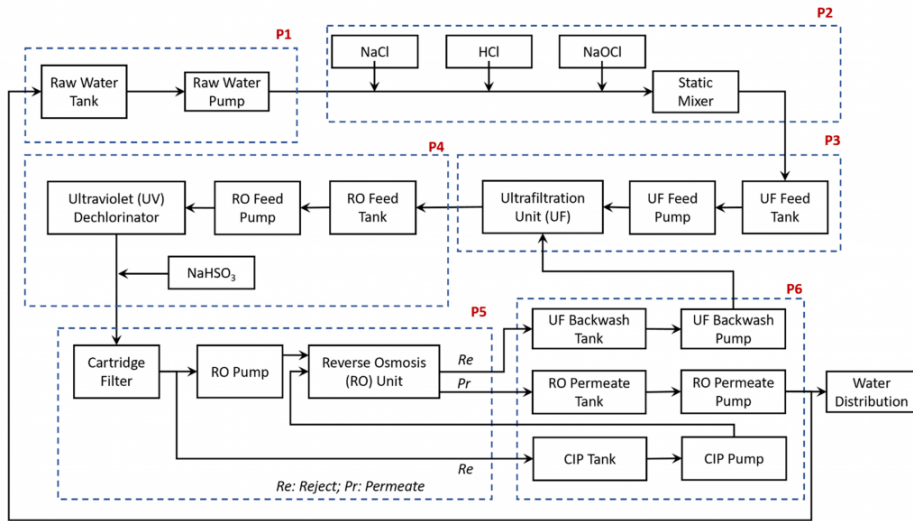 P1
Raw Water
Tank
Raw Water
Pump
P2
NaCl
HCl
NaOCl
Static
Mixer
P3
Ultrafiltration
Unit (UF)
UF Feed
Pump
UF Feed
Tank
P4
Ultraviolet (UV)
Dechlorinator
RO Feed
Pump
RO Feed
Tank
NaHSO₃
P5
Cartridge
Filter
RO Pump
Reverse Osmosis
(RO) Unit
Re
Pr
Re
Re: Reject; Pr: Permeate
P6
UF Backwash
Tank
UF Backwash
Pump
RO Permeate
Tank
RO Permeate
Pump
CIP Tank
CIP Pump
Water
Distribution